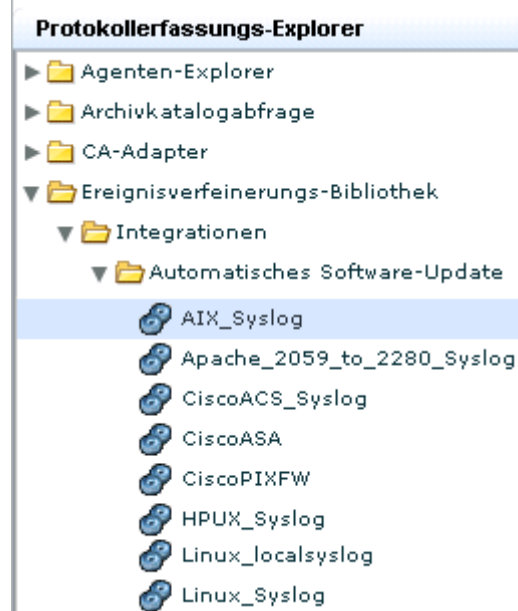 Protokollerfassungs-Explorer
Agenten-Explorer
Archivkatalogabfrage
CA-Adapter
Ereignisverfeinerungs-Bibliothek
Integrationen
Automatisches Software-Update
AIX_Syslog
Apache_2059_to_2280_Syslog
CiscoACS_Syslog
CiscoASA
CiscoPIXFW
HPUX_Syslog
Linux_localsyslog
Linux_Syslog